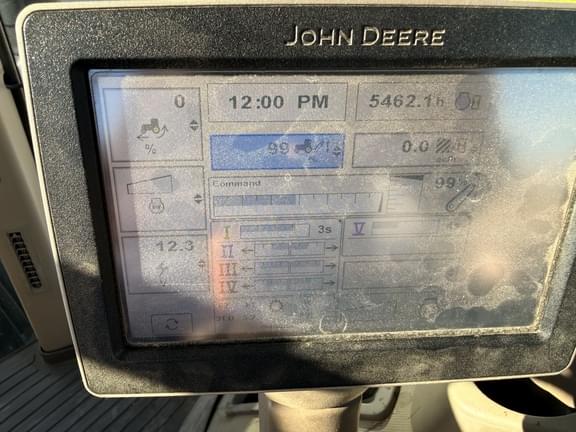 JOHN DEERE
0
12:00 PM
5462.1 h
%
99
0.0
Command
99
12.3
I
3s
V
II
III
IV